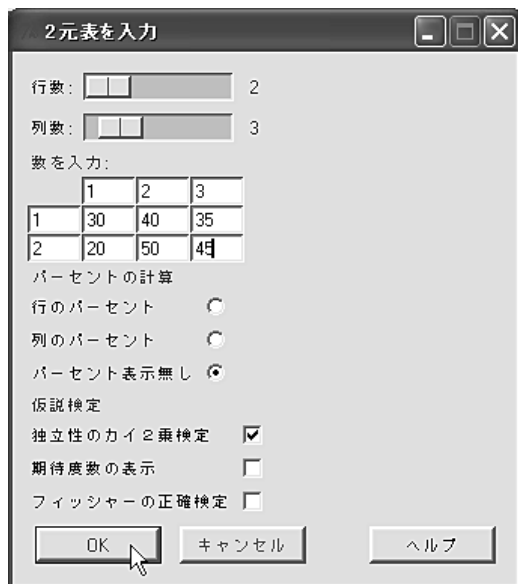 2元表を入力
行数: 2
列数: 3
数を入力:
1 2 3
1 30 40 35
2 20 50 45
パーセントの計算
行のパーセント
列のパーセント
パーセント表示無し
仮説検定
独立性のカイ2乗検定
期待度数の表示
フィッシャーの正確検定
OK キャンセル ヘルプ